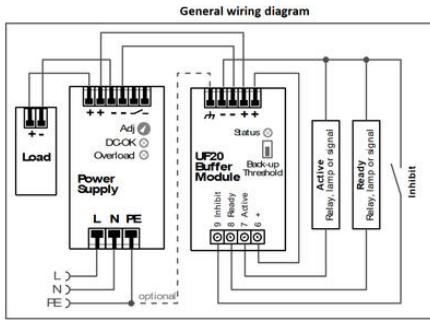 General wiring diagram
+ + - -
Adj
DC-OK
Overload
+ -
Load
Power
Supply
L N PE
L
N
PE
optional
- - + +
Status
UF20
Buffer
Module
Back-up
Threshold
9 Inhibit
8 Ready
7 Active
6 +
Active
Relay, lamp or signal
Ready
Relay, lamp or signal
Inhibit